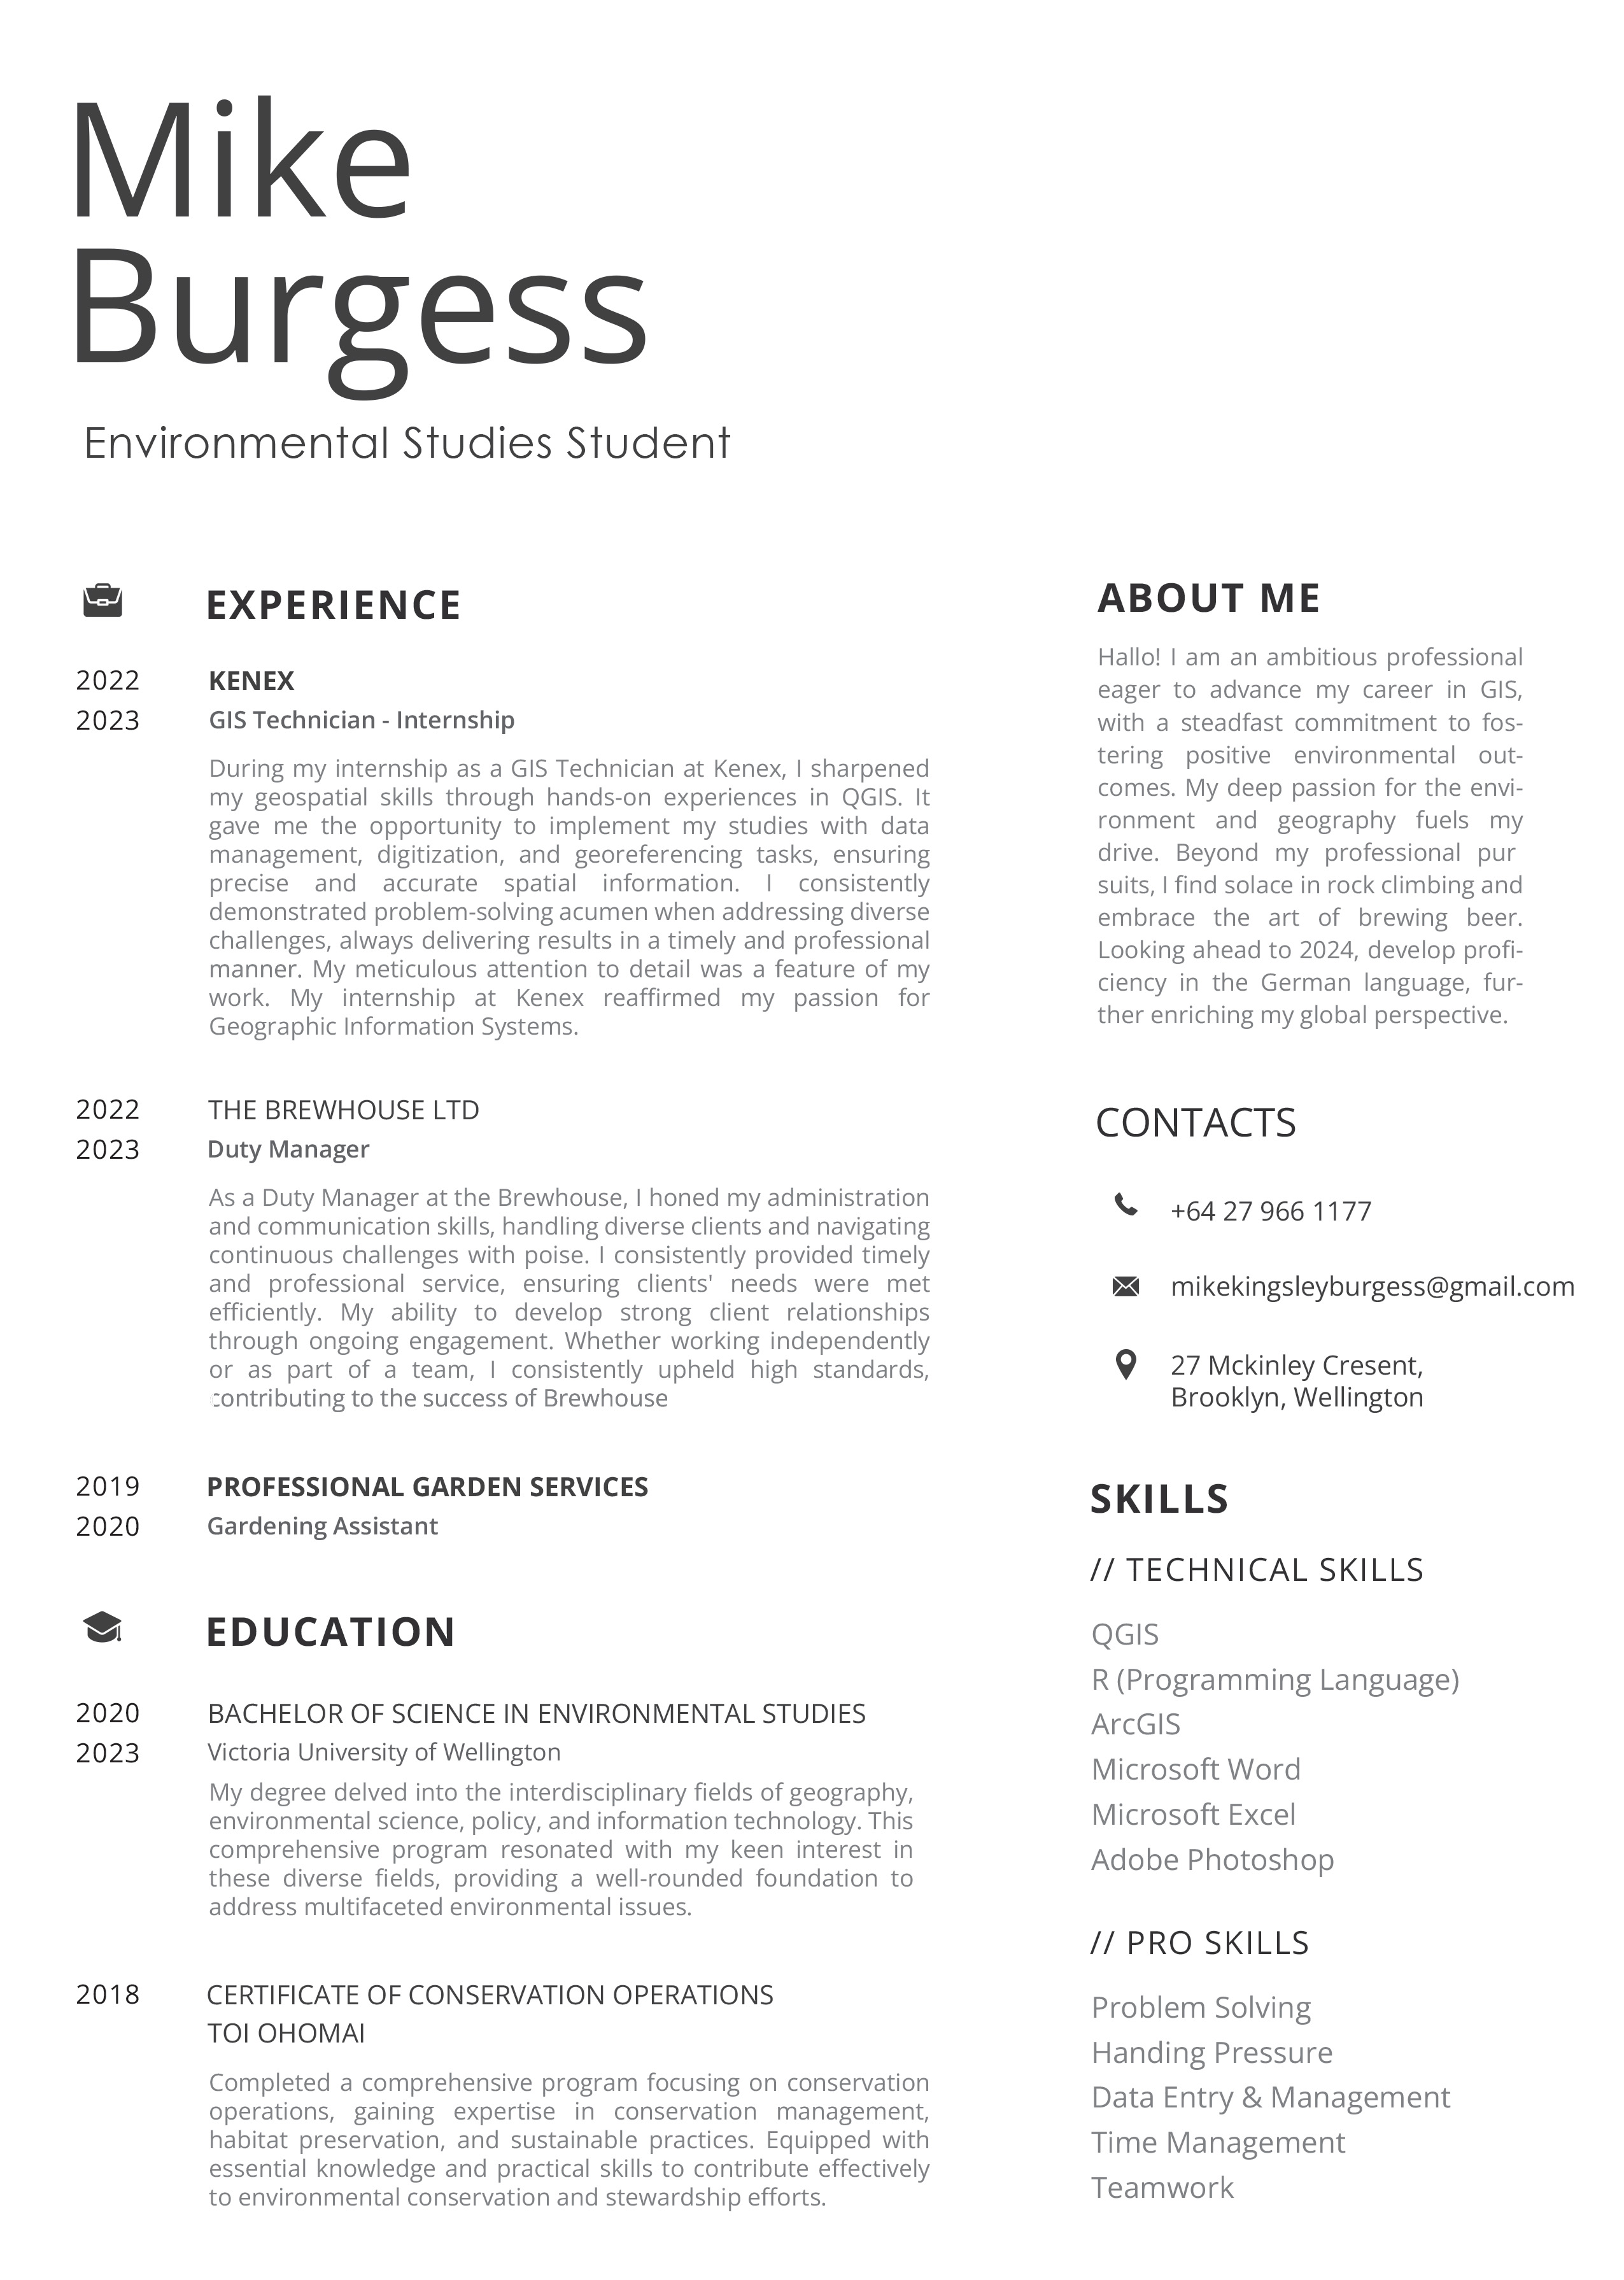 Mike
Burgess
Environmental Studies Student
EXPERIENCE
2022
KENEX
2023
GIS Technician - Internship
During my internship as a GIS Technician at Kenex, I sharpened
my geospatial skills through hands-on experiences in QGIS. It
gave me the opportunity to implement my studies with data
management, digitization, and georeferencing tasks, ensuring
precise and accurate spatial information. I consistently
demonstrated problem-solving acumen when addressing diverse
challenges, always delivering results in a timely and professional
manner. My meticulous attention to detail was a feature of my
work. My internship at Kenex reaffirmed my passion for
Geographic Information Systems.
2022
THE BREWHOUSE LTD
2023
Duty Manager
As a Duty Manager at the Brewhouse, I honed my administration
and communication skills, handling diverse clients and navigating
continuous challenges with poise. I consistently provided timely
and professional service, ensuring clients' needs were met
efficiently. My ability to develop strong client relationships
through ongoing engagement. Whether working independently
or as part of a team, I consistently upheld high standards,
contributing to the success of Brewhouse
2019
PROFESSIONAL GARDEN SERVICES
2020
Gardening Assistant
EDUCATION
2020
BACHELOR OF SCIENCE IN ENVIRONMENTAL STUDIES
2023
Victoria University of Wellington
My degree delved into the interdisciplinary fields of geography,
environmental science, policy, and information technology. This
comprehensive program resonated with my keen interest in
these diverse fields, providing a well-rounded foundation to
address multifaceted environmental issues.
2018
CERTIFICATE OF CONSERVATION OPERATIONS
TOI OHOMAI
Completed a comprehensive program focusing on conservation
operations, gaining expertise in conservation management,
habitat preservation, and sustainable practices. Equipped with
essential knowledge and practical skills to contribute effectively
to environmental conservation and stewardship efforts.
ABOUT ME
Hallo! I am an ambitious professional
eager to advance my career in GIS,
with a steadfast commitment to fos-
tering positive environmental out-
comes. My deep passion for the envi-
ronment and geography fuels my
drive. Beyond my professional pur
suits, I find solace in rock climbing and
embrace the art of brewing beer.
Looking ahead to 2024, develop profi-
ciency in the German language, fur-
ther enriching my global perspective.
CONTACTS
+64 27 966 1177
mikekingsleyburgess@gmail.com
27 Mckinley Cresent,
Brooklyn, Wellington
SKILLS
// TECHNICAL SKILLS
QGIS
R (Programming Language)
ArcGIS
Microsoft Word
Microsoft Excel
Adobe Photoshop
// PRO SKILLS
Problem Solving
Handing Pressure
Data Entry & Management
Time Management
Teamwork